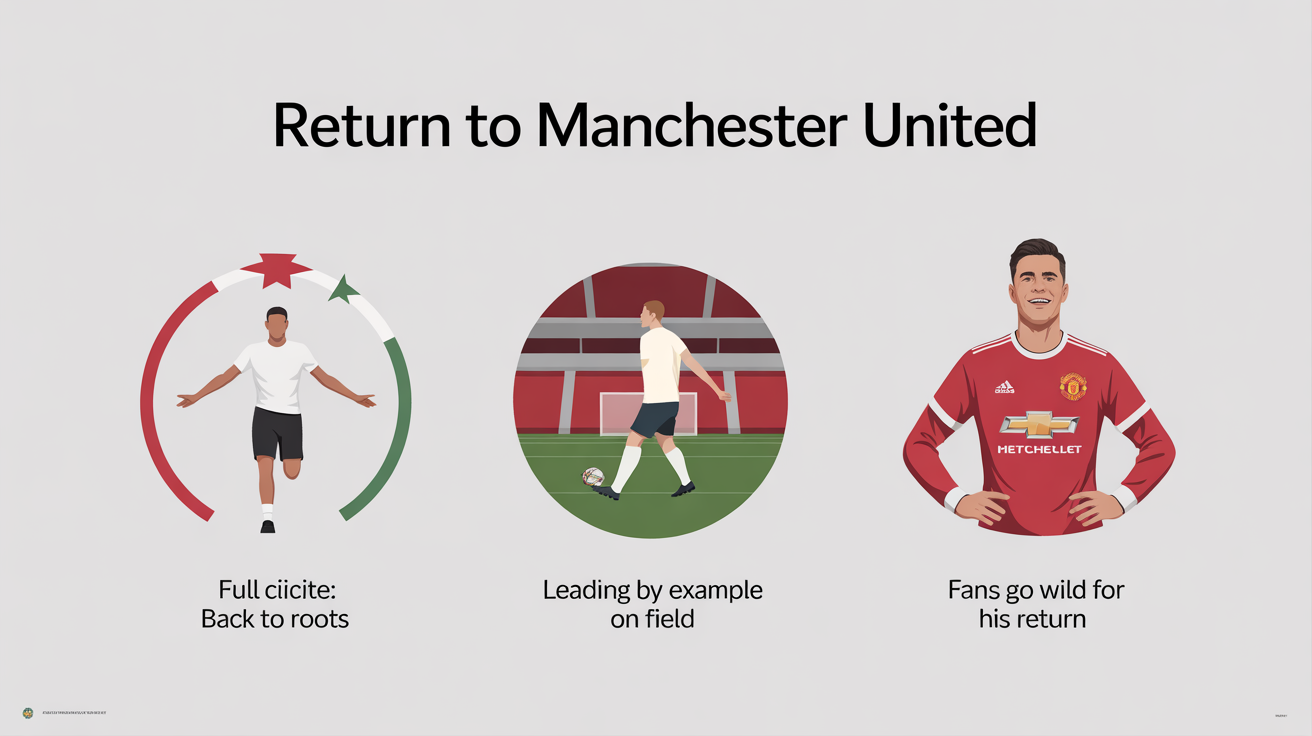 Return to Manchester United
adidas
METCHELLET
Full ciicite:
Back to roots
Leading by example
on field
Fans go wild for
his return